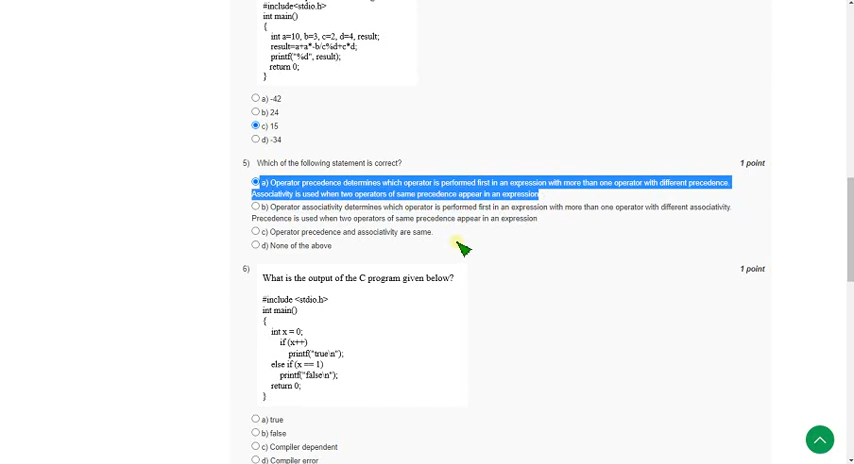 #include<stdio.h>
int main()
{
int a=10, b=3, c=2, d=4, result;
result=a+a*-b/c%d+c*d;
printf("%d", result);
return 0;
}
a) -42
b) 24
c) 15
d) -34
5) Which of the following statement is correct? 1 point
a) Operator precedence determines which operator is performed first in an expression with more than one operator with different precedence.
Associativity is used when two operators of same precedence appear in an expression
b) Operator associativity determines which operator is performed first in an expression with more than one operator with different associativity.
Precedence is used when two operators of same precedence appear in an expression
c) Operator precedence and associativity are same.
d) None of the above
6) What is the output of the C program given below? 1 point
#include <stdio.h>
int main()
{
int x = 0;
if (x++)
printf("true\n");
else if (x == 1)
printf("false\n");
return 0;
}
a) true
b) false
c) Compiler dependent
d) Compiler error